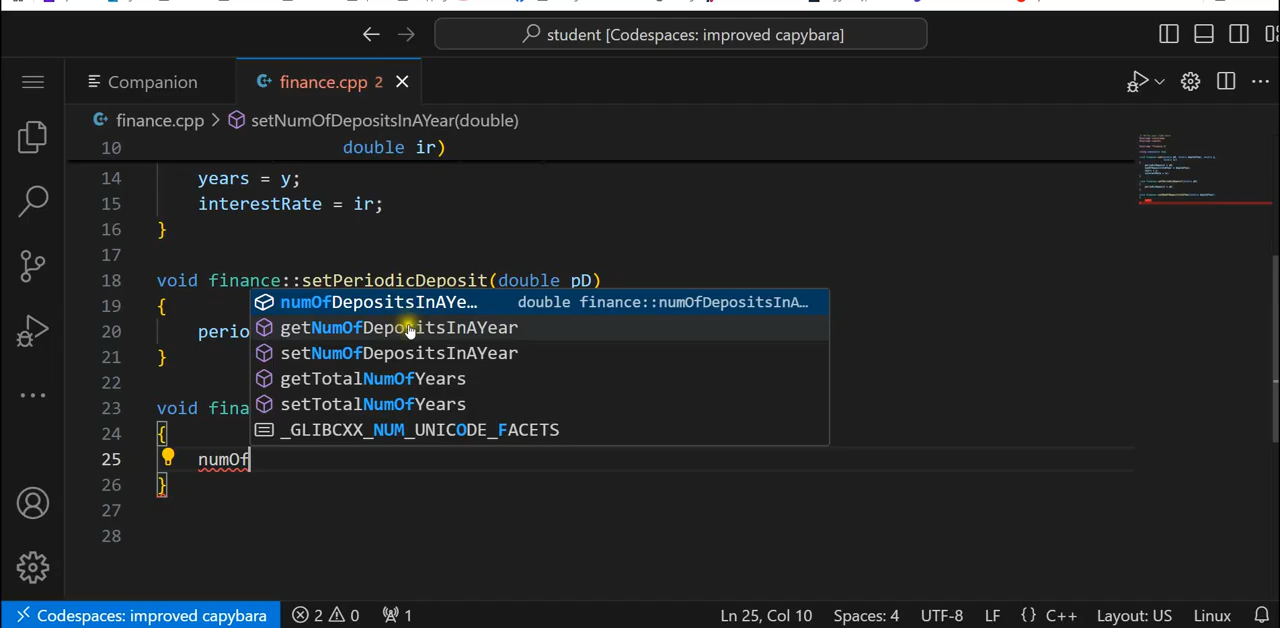 student [Codespaces: improved capybara]
Companion
finance.cpp 2
finance.cpp > setNumOfDepositsInAYear(double)
10 double ir)
14 years = y;
15 interestRate = ir;
16 }
17
18 void finance::setPeriodicDeposit(double pD)
19 {
numOfDepositsInAYe… double finance::numOfDepositsInA…
getNumOfDepositsInAYear
20 perio
setNumOfDepositsInAYear
21 }
getTotalNumOfYears
22
setTotalNumOfYears
23 void fina
_GLIBCXX_NUM_UNICODE_FACETS
24 {
25 numOf
26 }
27
28
Codespaces: improved capybara 2 0 1 Ln 25, Col 10 Spaces: 4 UTF-8 LF {} C++ Layout: US Linux